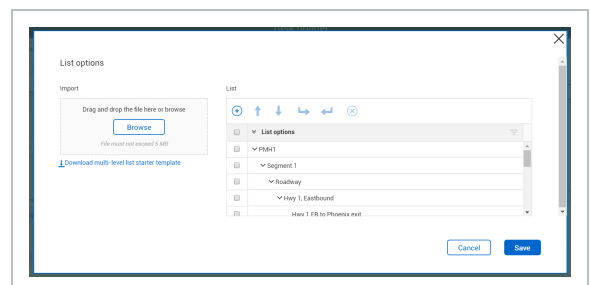 List options
Import
List
Drag and drop the file here or browse
Browse
File must not exceed 5 MB
Download multi-level list starter template
List options
PMH1
Segment 1
Roadway
Hwy 1, Eastbound
Hwy 1 EB to Phoenix exit
Cancel
Save